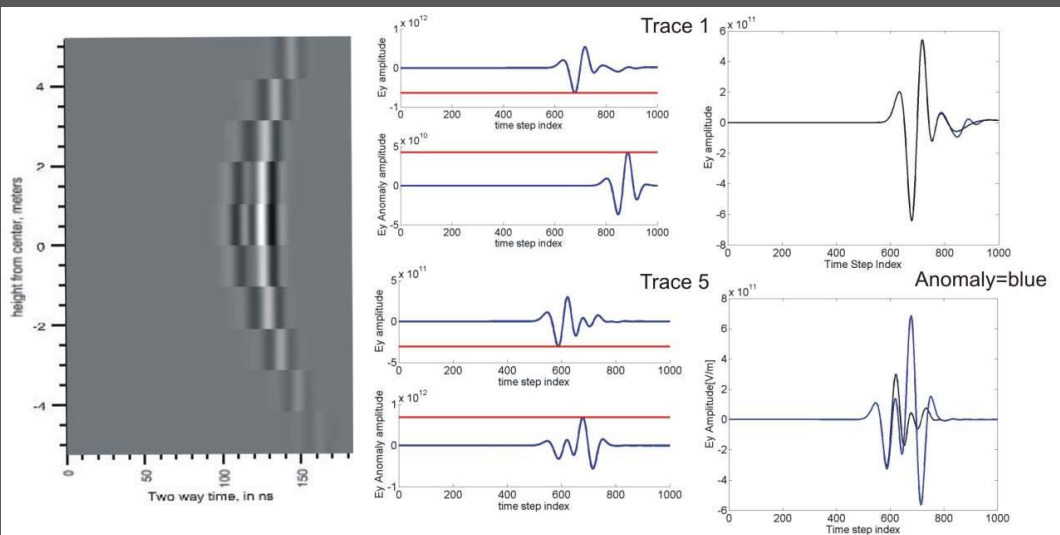 height from center, meters
4
2
0
-2
-4
0
50
100
150
Two way time, in ns
Trace 1
x 10^12
Ey amplitude
1
0
-1
0 200 400 600 800 1000
time step index
x 10^10
Ey Anomaly amplitude
5
0
-5
0 200 400 600 800 1000
time step index
x 10^11
Ey amplitude
6
4
2
0
-2
-4
-6
-8
0 200 400 600 800 1000
Time Step Index
Trace 5
Anomaly=blue
x 10^11
Ey amplitude
5
0
-5
0 200 400 600 800 1000
time step index
x 10^12
Ey Anomaly amplitude
1
0
-1
0 200 400 600 800 1000
time step index
x 10^11
Ey Amplitude[V/m]
8
6
4
2
0
-2
-4
-6
0 200 400 600 800 1000
Time step index